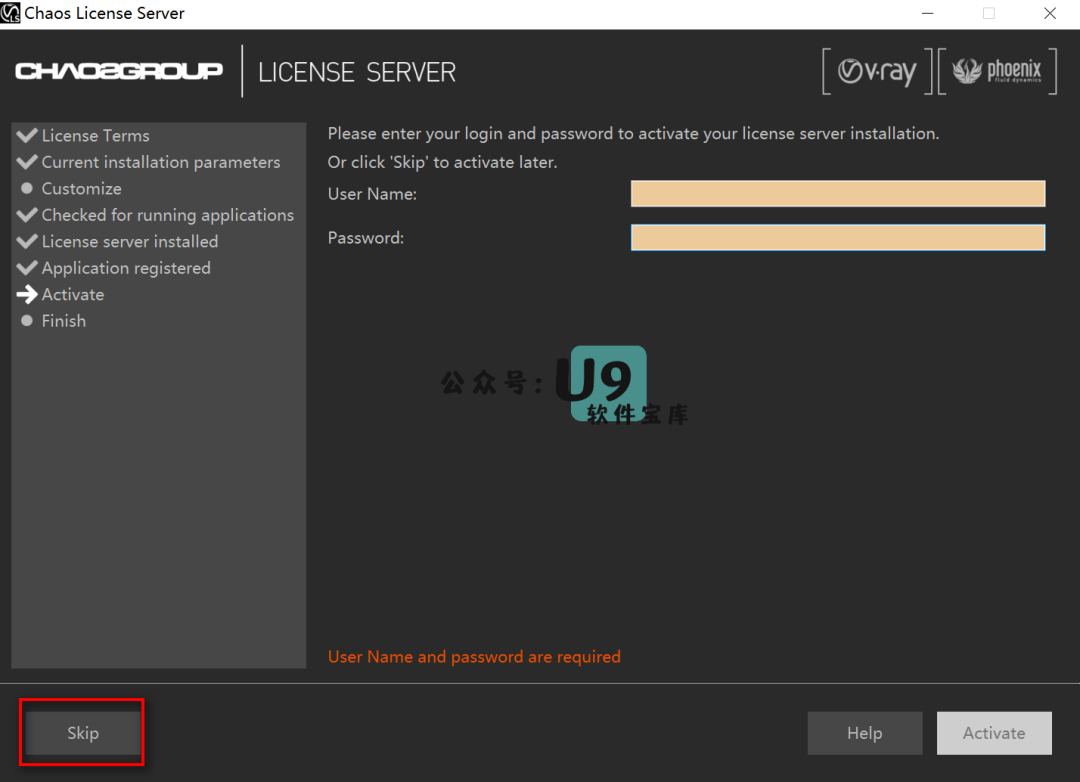 Chaos License Server
CHAOSGROUP
LICENSE SERVER
v·ray
phoenix
fluid dynamics
License Terms
Current installation parameters
Customize
Checked for running applications
License server installed
Application registered
Activate
Finish
Please enter your login and password to activate your license server installation.
Or click 'Skip' to activate later.
User Name:
Password:
公众号:U9
软件宝库
User Name and password are required
Skip
Help
Activate